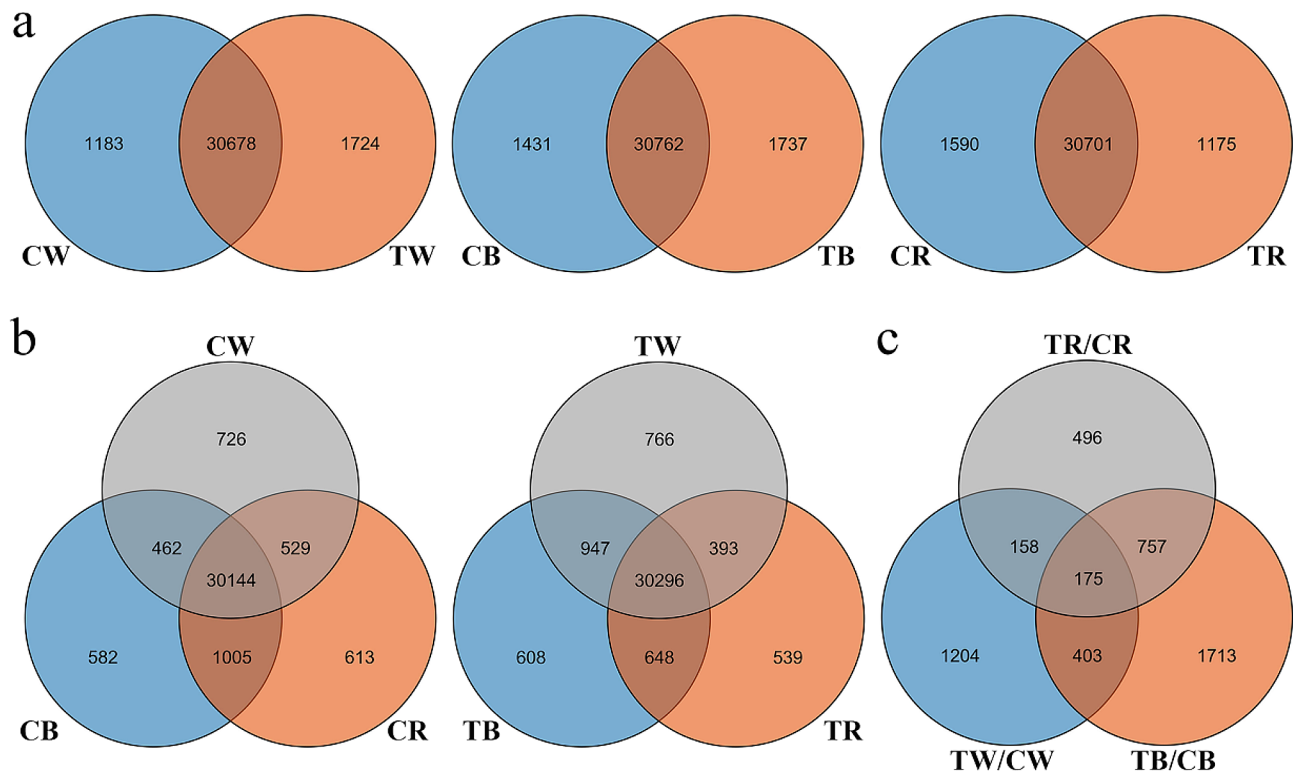 a
1183 30678 1724
CW TW
1431 30762 1737
CB TB
1590 30701 1175
CR TR
b
CW
726
462 529
30144
582 1005 613
CB CR
TW
766
947 393
30296
608 648 539
TB TR
c
TR/CR
496
158 757
175
1204 403 1713
TW/CW TB/CB